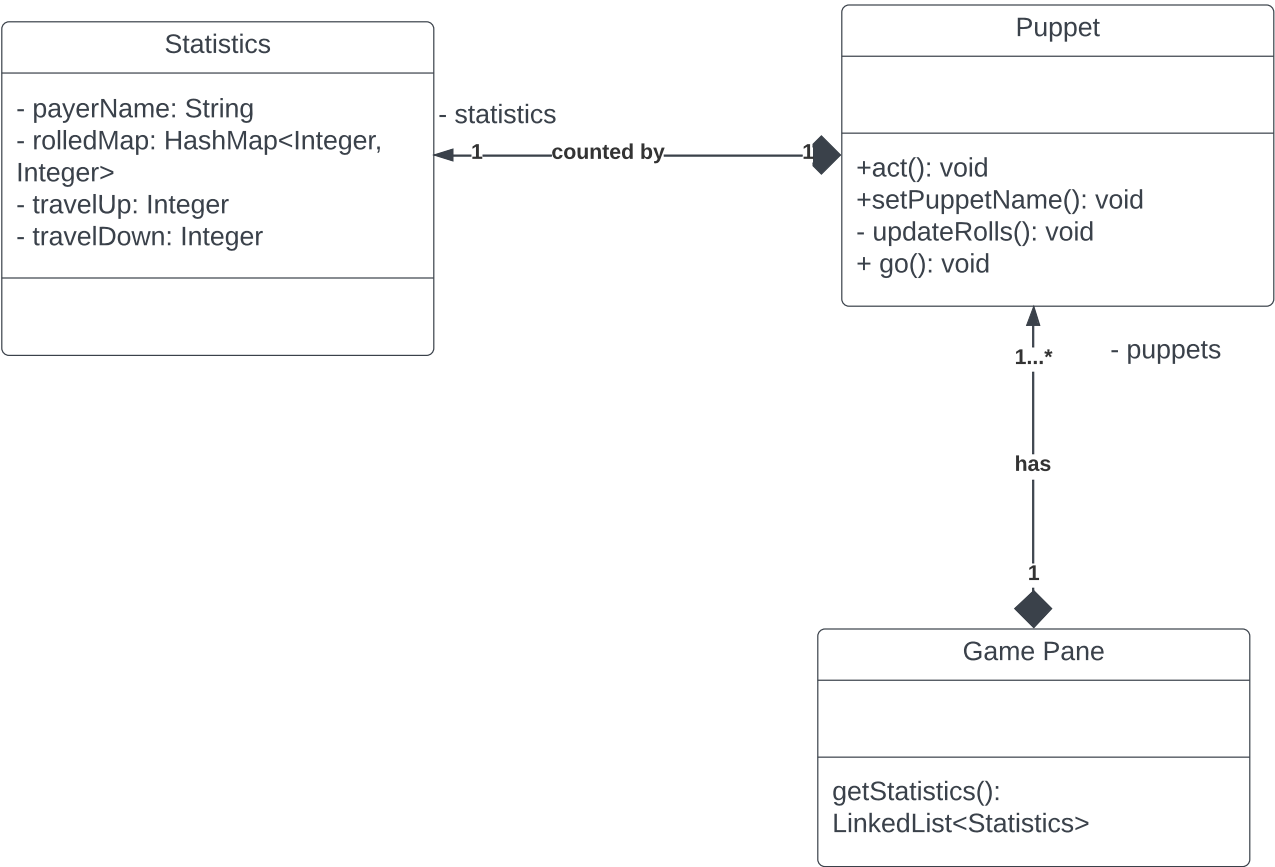 Statistics
- payerName: String
- rolledMap: HashMap<Integer,
Integer>
- travelUp: Integer
- travelDown: Integer
- statistics
1
counted by
1
Puppet
+act(): void
+setPuppetName(): void
- updateRolls(): void
+ go(): void
1...*
- puppets
has
1
Game Pane
getStatistics():
LinkedList<Statistics>